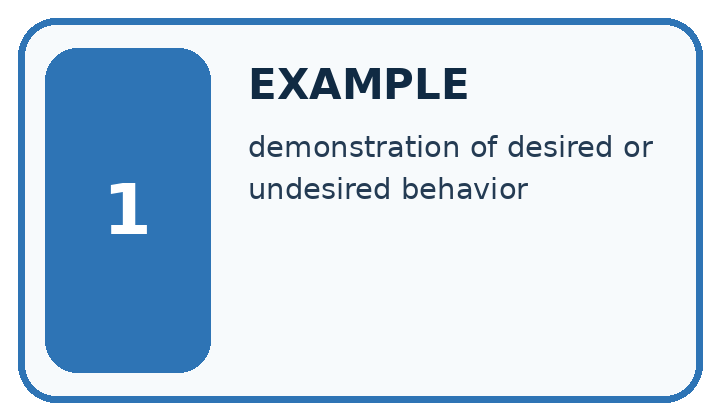 1
EXAMPLE
demonstration of desired or
undesired behavior